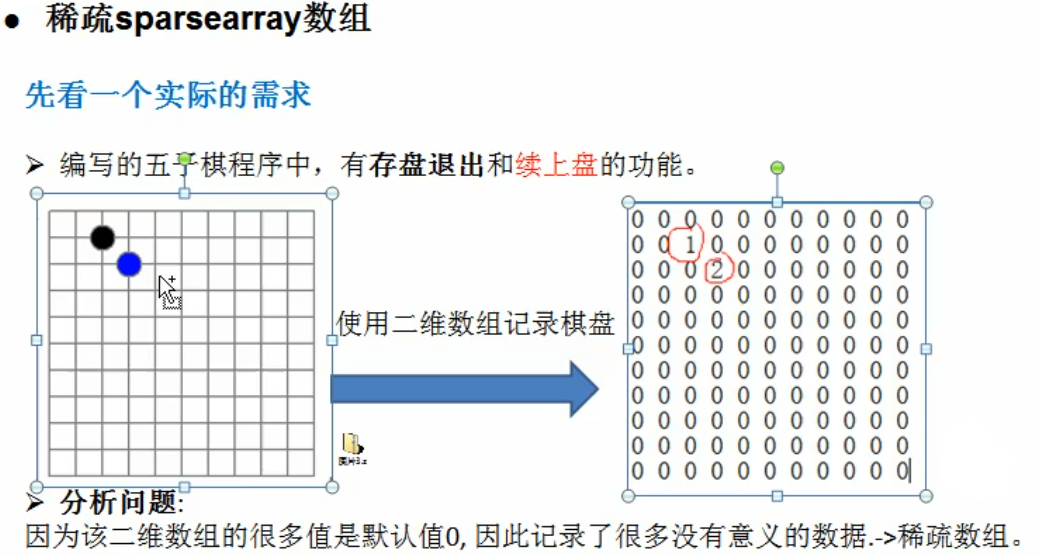 ● 稀疏sparsearray数组
先看一个实际的需求
➢ 编写的五子棋程序中，有存盘退出和续上盘的功能。
使用二维数组记录棋盘
0 0 0 0 0 0 0 0 0 0 0
0 0 1 0 0 0 0 0 0 0 0
0 0 0 2 0 0 0 0 0 0 0
0 0 0 0 0 0 0 0 0 0 0
0 0 0 0 0 0 0 0 0 0 0
0 0 0 0 0 0 0 0 0 0 0
0 0 0 0 0 0 0 0 0 0 0
0 0 0 0 0 0 0 0 0 0 0
0 0 0 0 0 0 0 0 0 0 0
0 0 0 0 0 0 0 0 0 0 0
0 0 0 0 0 0 0 0 0 0 0
➢ 分析问题:
因为该二维数组的很多值是默认值0, 因此记录了很多没有意义的数据.->稀疏数组。